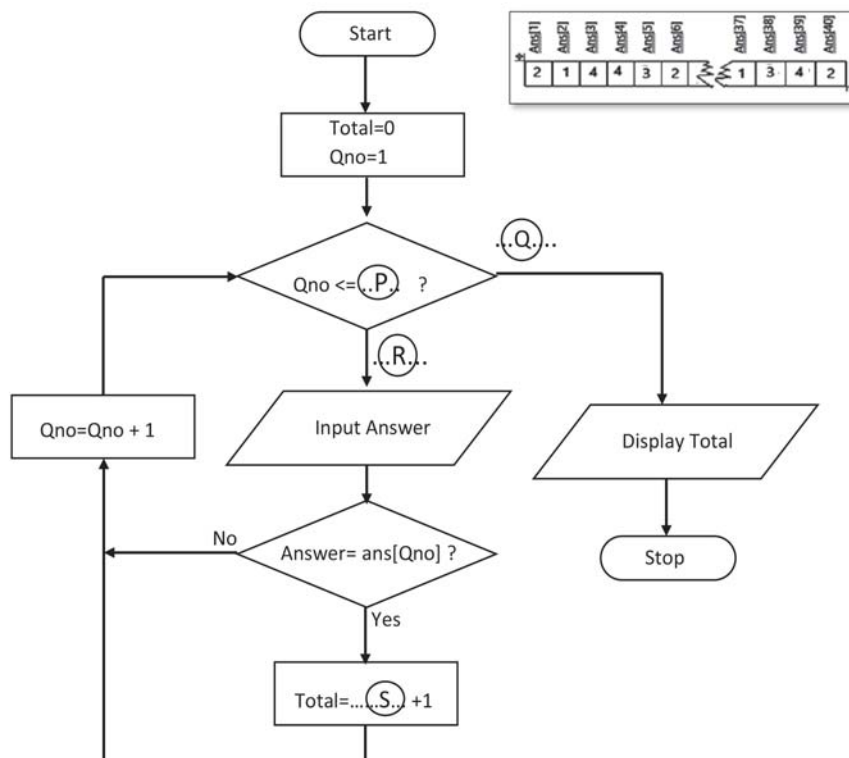 Start
Ans[1] Ans[2] Ans[3] Ans[4] Ans[5] Ans[6] Ans[37] Ans[38] Ans[39] Ans[40]
2 1 4 4 3 2 1 3 4 2
Total=0
Qno=1
...Q....
Qno <= ..P.. ?
...R...
Qno=Qno + 1
Input Answer
Display Total
No
Answer= ans[Qno] ?
Stop
Yes
Total=......S... +1